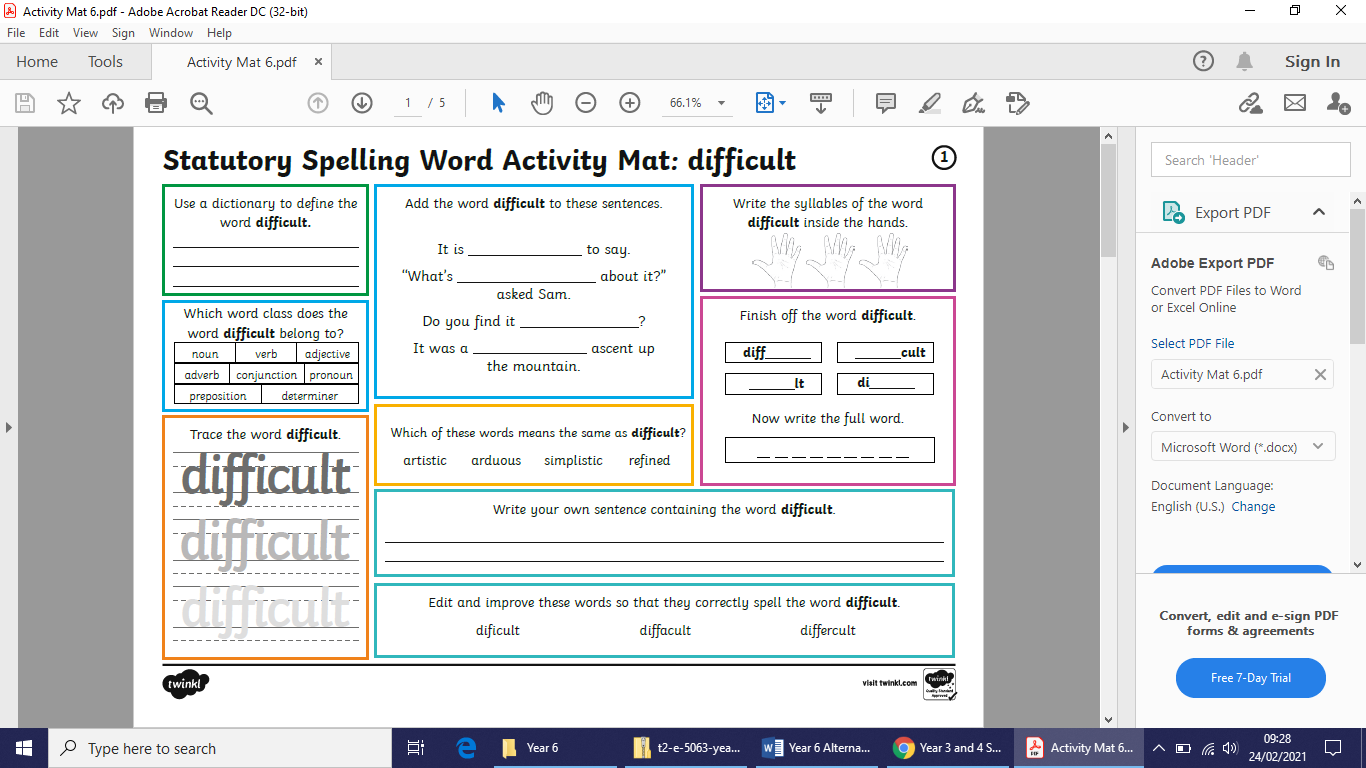 Activity Mat 6.pdf - Adobe Acrobat Reader DC (32-bit)
File Edit View Sign Window Help
Home Tools Activity Mat 6.pdf × Sign In
1 / 5 66.1%
Statutory Spelling Word Activity Mat: difficult 1
Use a dictionary to define the
word difficult.
Which word class does the
word difficult belong to?
noun verb adjective
adverb conjunction pronoun
preposition determiner
Trace the word difficult.
difficult
difficult
difficult
Add the word difficult to these sentences.
It is ______________ to say.
“What’s _________________ about it?”
asked Sam.
Do you find it ______________?
It was a ______________ ascent up
the mountain.
Which of these words means the same as difficult?
artistic arduous simplistic refined
Write the syllables of the word
difficult inside the hands.
Finish off the word difficult.
diff_______ _______cult
_______lt di_______
Now write the full word.
_ _ _ _ _ _ _ _ _
Write your own sentence containing the word difficult.
Edit and improve these words so that they correctly spell the word difficult.
dificult diffacult differcult
twinkl
visit twinkl.com
twinkl
Quality Standard
Approved
Search 'Header'
Export PDF
Adobe Export PDF
Convert PDF Files to Word
or Excel Online
Select PDF File
Activity Mat 6.pdf
Convert to
Microsoft Word (*.docx)
Document Language:
English (U.S.) Change
Convert, edit and e-sign PDF
forms & agreements
Free 7-Day Trial
Type here to search
Year 6
t2-e-5063-yea...
Year 6 Alterna...
Year 3 and 4 S...
Activity Mat 6...
09:28
24/02/2021